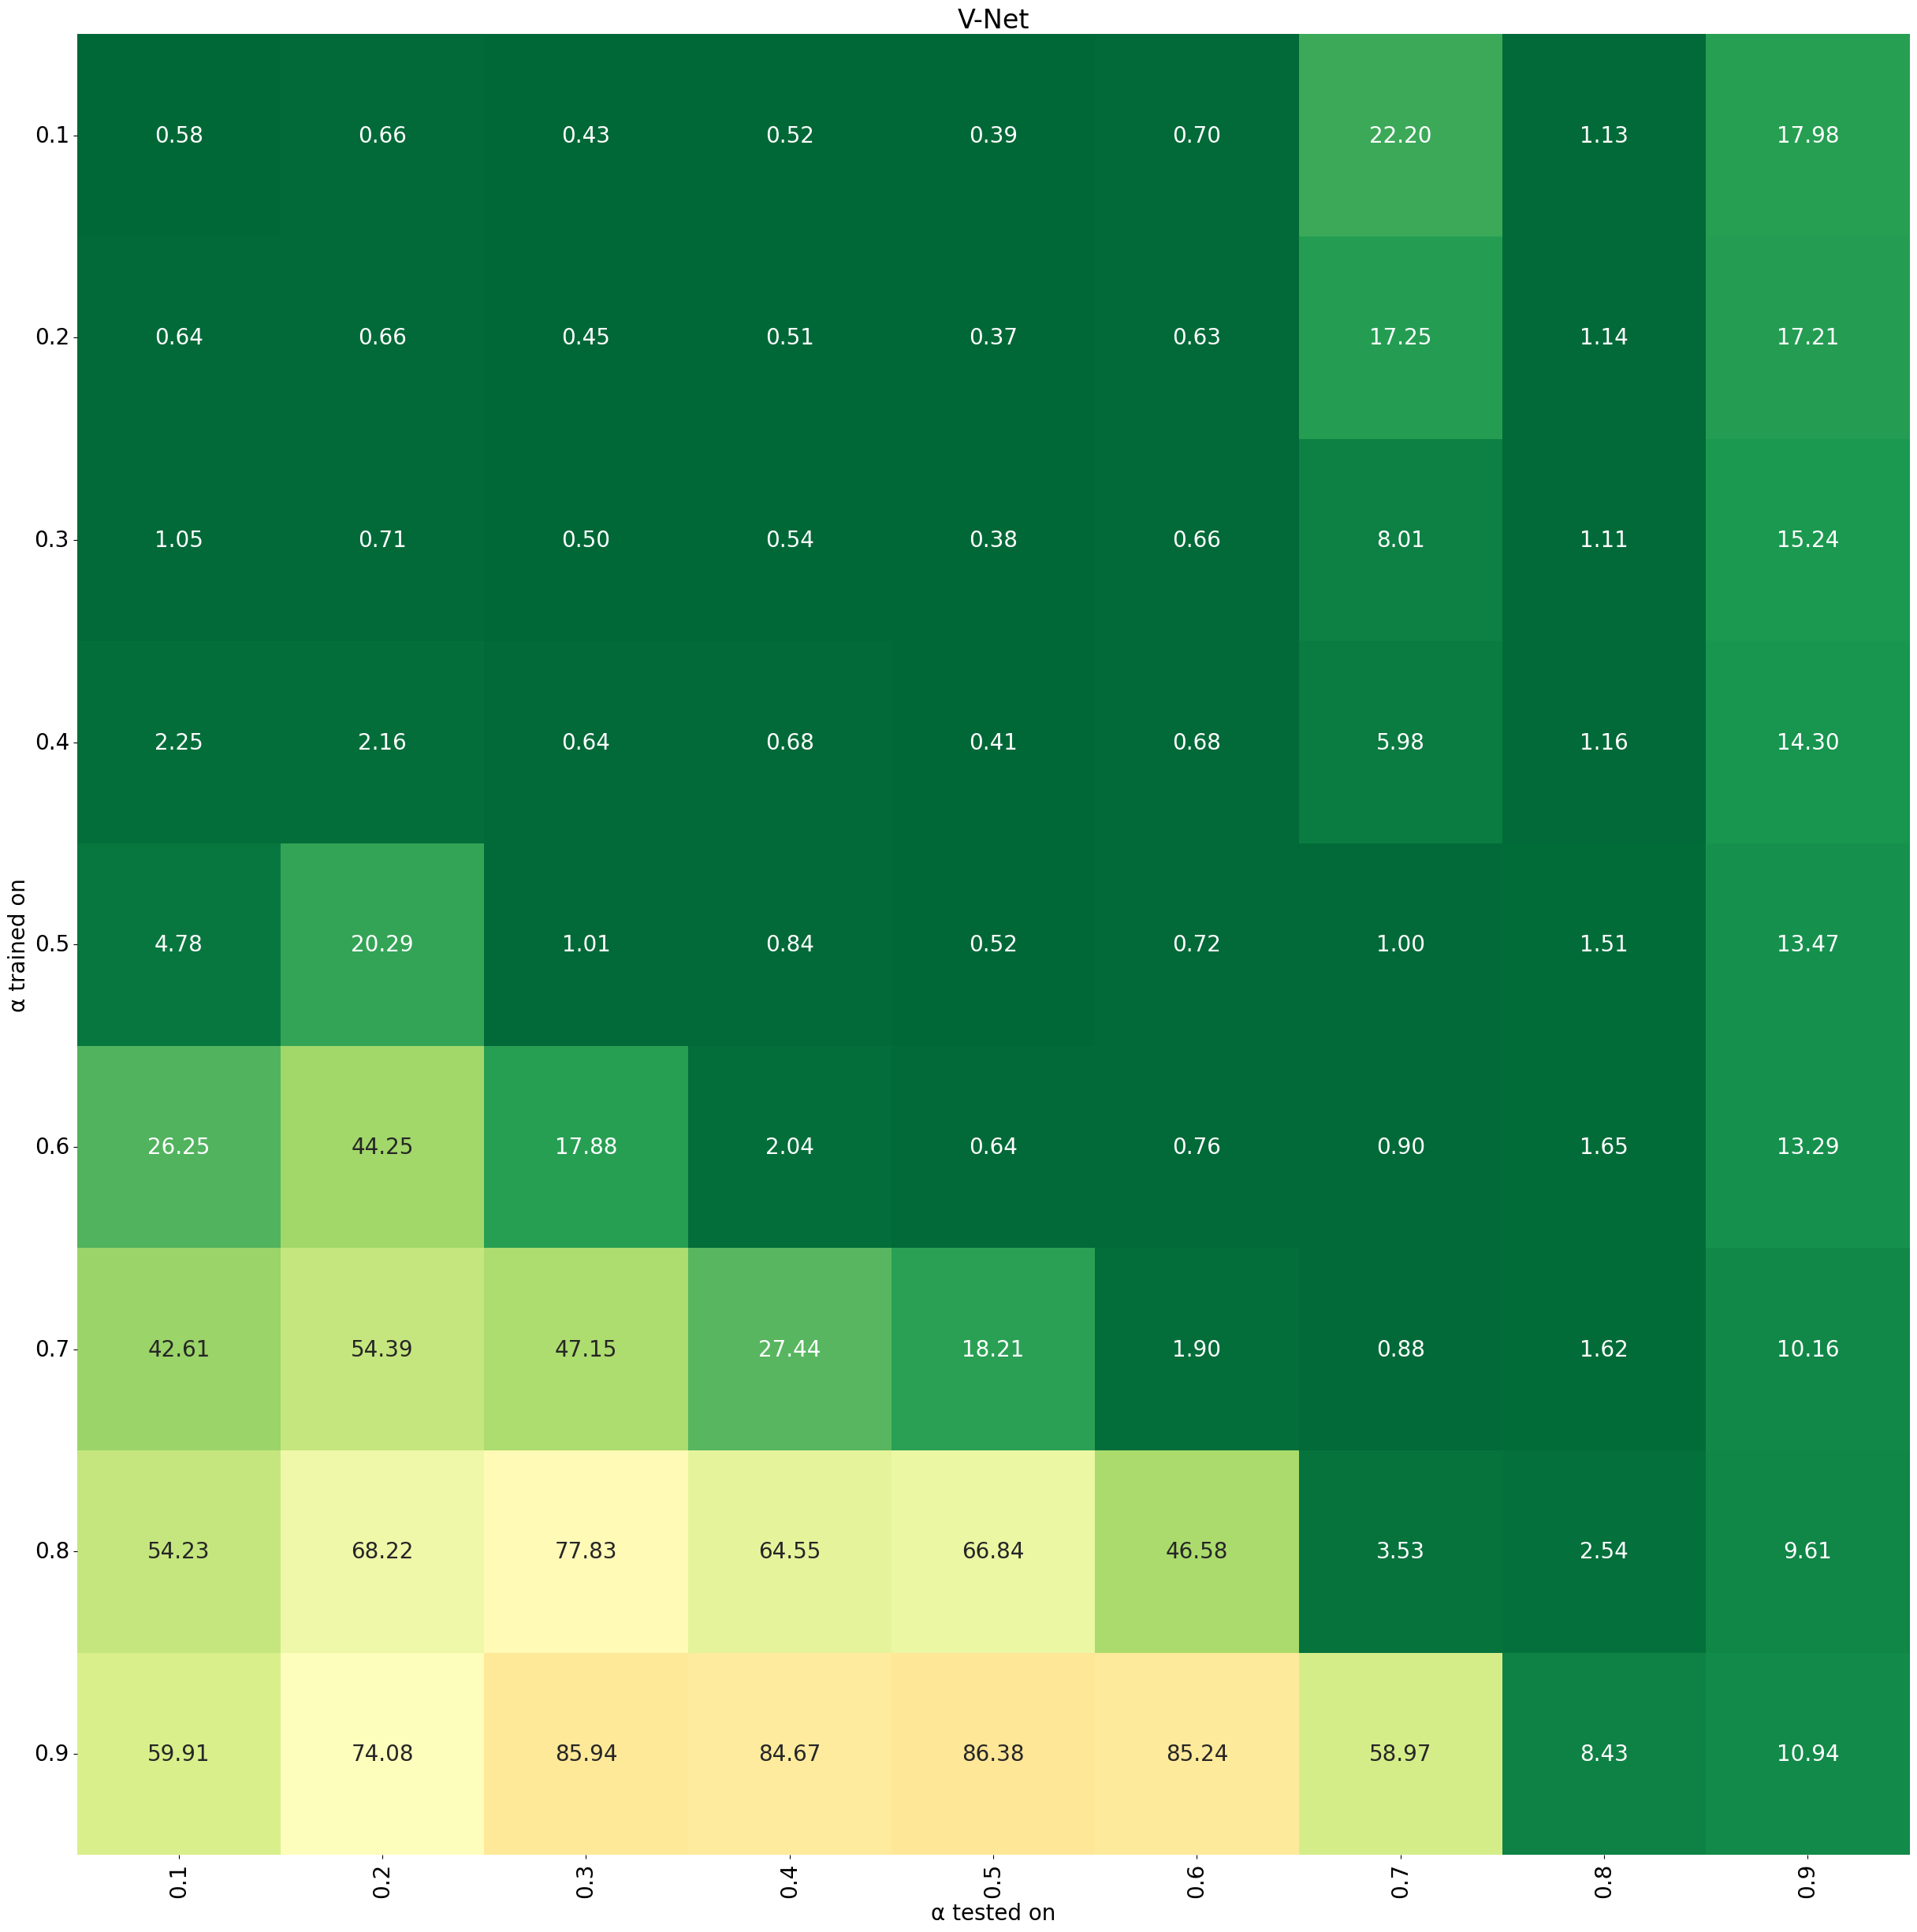 V-Net
0.1 0.58 0.66 0.43 0.52 0.39 0.70 22.20 1.13 17.98
0.2 0.64 0.66 0.45 0.51 0.37 0.63 17.25 1.14 17.21
0.3 1.05 0.71 0.50 0.54 0.38 0.66 8.01 1.11 15.24
0.4 2.25 2.16 0.64 0.68 0.41 0.68 5.98 1.16 14.30
α trained on
0.5 4.78 20.29 1.01 0.84 0.52 0.72 1.00 1.51 13.47
0.6 26.25 44.25 17.88 2.04 0.64 0.76 0.90 1.65 13.29
0.7 42.61 54.39 47.15 27.44 18.21 1.90 0.88 1.62 10.16
0.8 54.23 68.22 77.83 64.55 66.84 46.58 3.53 2.54 9.61
0.9 59.91 74.08 85.94 84.67 86.38 85.24 58.97 8.43 10.94
0.1 0.2 0.3 0.4 0.5 0.6 0.7 0.8 0.9
α tested on